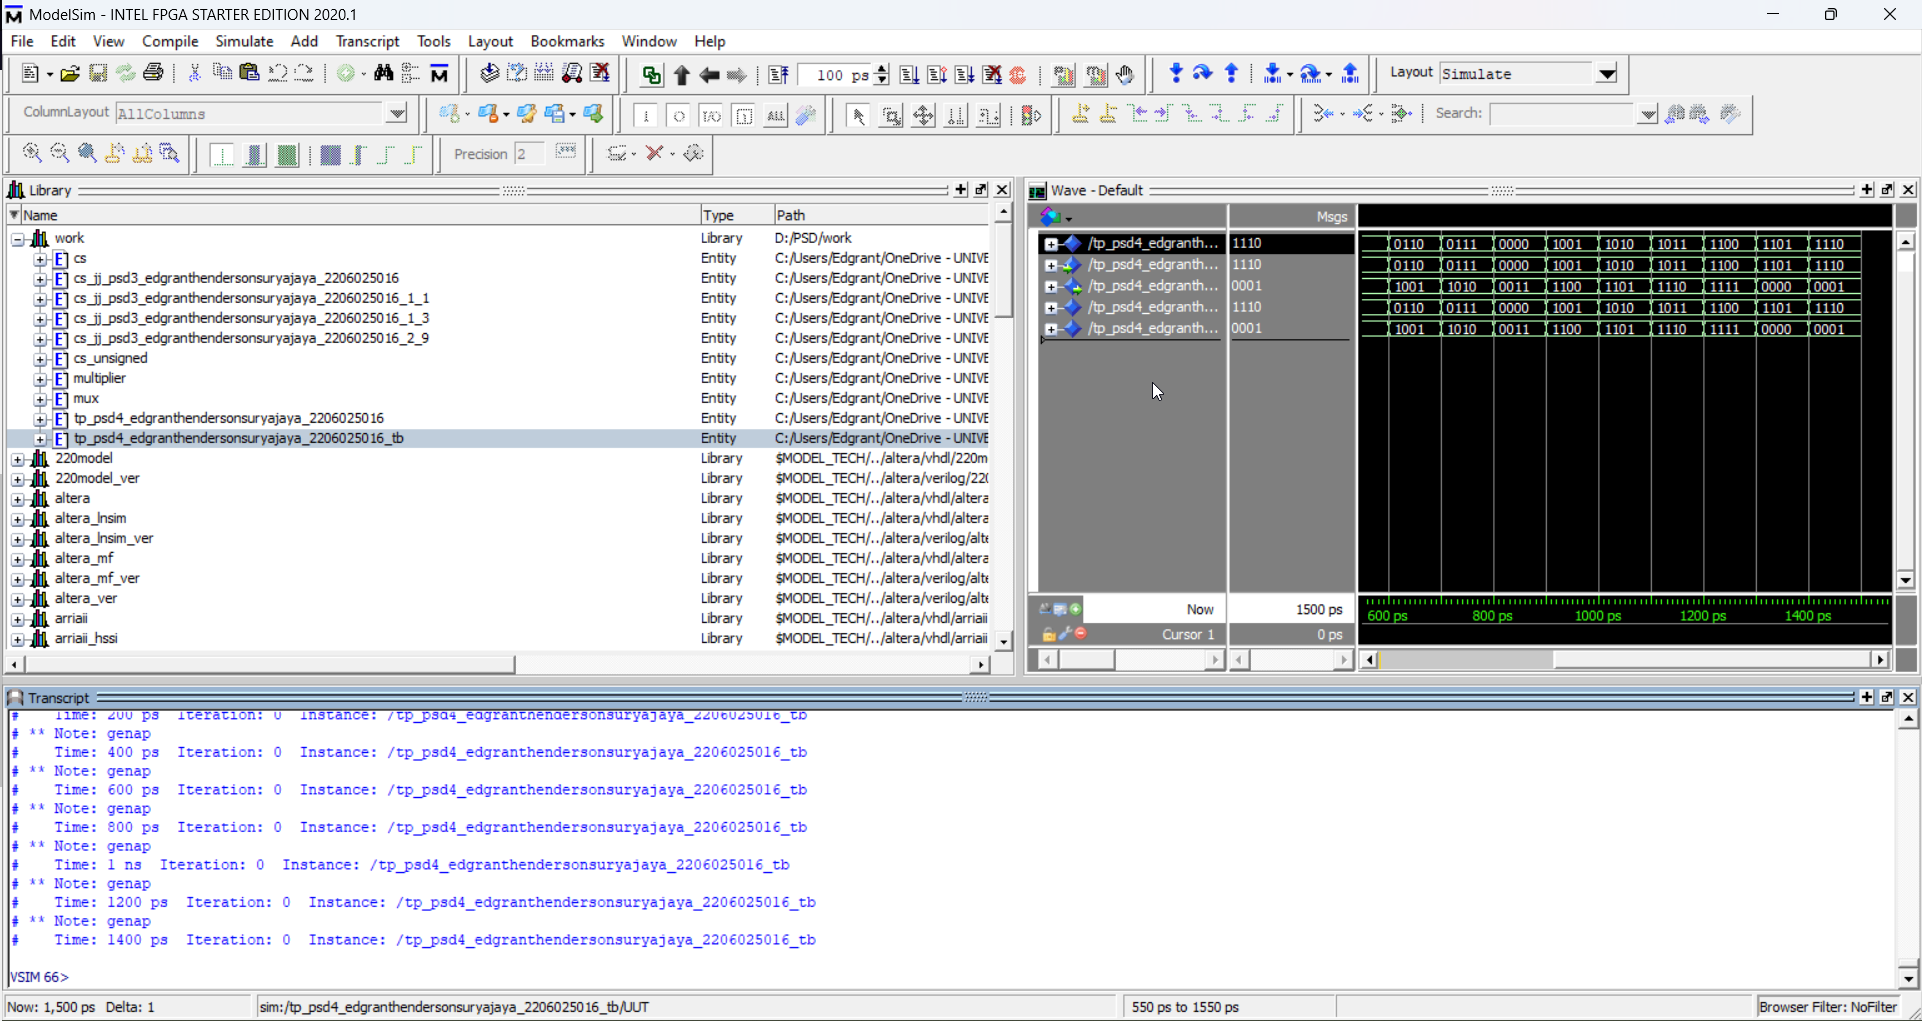 ModelSim - INTEL FPGA STARTER EDITION 2020.1
File Edit View Compile Simulate Add Transcript Tools Layout Bookmarks Window Help
100 ps
Layout Simulate
ColumnLayout AllColumns
Search:
Precision 2
Library
Name Type Path
work Library D:/PSD/work
cs Entity C:/Users/Edgrant/OneDrive - UNIVE
cs_jj_psd3_edgranthendersonsuryajaya_2206025016 Entity C:/Users/Edgrant/OneDrive - UNIVE
cs_jj_psd3_edgranthendersonsuryajaya_2206025016_1_1 Entity C:/Users/Edgrant/OneDrive - UNIVE
cs_jj_psd3_edgranthendersonsuryajaya_2206025016_1_3 Entity C:/Users/Edgrant/OneDrive - UNIVE
cs_jj_psd3_edgranthendersonsuryajaya_2206025016_2_9 Entity C:/Users/Edgrant/OneDrive - UNIVE
cs_unsigned Entity C:/Users/Edgrant/OneDrive - UNIVE
multiplier Entity C:/Users/Edgrant/OneDrive - UNIVE
mux Entity C:/Users/Edgrant/OneDrive - UNIVE
tp_psd4_edgranthendersonsuryajaya_2206025016 Entity C:/Users/Edgrant/OneDrive - UNIVE
tp_psd4_edgranthendersonsuryajaya_2206025016_tb Entity C:/Users/Edgrant/OneDrive - UNIVE
220model Library $MODEL_TECH/../altera/vhdl/220m
220model_ver Library $MODEL_TECH/../altera/verilog/220
altera Library $MODEL_TECH/../altera/vhdl/altera
altera_lnsim Library $MODEL_TECH/../altera/vhdl/altera
altera_lnsim_ver Library $MODEL_TECH/../altera/verilog/alte
altera_mf Library $MODEL_TECH/../altera/vhdl/altera
altera_mf_ver Library $MODEL_TECH/../altera/verilog/alte
altera_ver Library $MODEL_TECH/../altera/verilog/alte
arriaii Library $MODEL_TECH/../altera/vhdl/arriaii
arriaii_hssi Library $MODEL_TECH/../altera/vhdl/arriaii
Wave - Default
Msgs
/tp_psd4_edgranth... 1110 0110 0111 0000 1001 1010 1011 1100 1101 1110
/tp_psd4_edgranth... 1110 0110 0111 0000 1001 1010 1011 1100 1101 1110
/tp_psd4_edgranth... 0001 1001 1010 0011 1100 1101 1110 1111 0000 0001
/tp_psd4_edgranth... 1110 0110 0111 0000 1001 1010 1011 1100 1101 1110
/tp_psd4_edgranth... 0001 1001 1010 0011 1100 1101 1110 1111 0000 0001
Now 1500 ps 600 ps 800 ps 1000 ps 1200 ps 1400 ps
Cursor 1 0 ps
Transcript
# Time: 200 ps Iteration: 0 Instance: /tp_psd4_edgranthendersonsuryajaya_2206025016_tb
# ** Note: genap
# Time: 400 ps Iteration: 0 Instance: /tp_psd4_edgranthendersonsuryajaya_2206025016_tb
# ** Note: genap
# Time: 600 ps Iteration: 0 Instance: /tp_psd4_edgranthendersonsuryajaya_2206025016_tb
# ** Note: genap
# Time: 800 ps Iteration: 0 Instance: /tp_psd4_edgranthendersonsuryajaya_2206025016_tb
# ** Note: genap
# Time: 1 ns Iteration: 0 Instance: /tp_psd4_edgranthendersonsuryajaya_2206025016_tb
# ** Note: genap
# Time: 1200 ps Iteration: 0 Instance: /tp_psd4_edgranthendersonsuryajaya_2206025016_tb
# ** Note: genap
# Time: 1400 ps Iteration: 0 Instance: /tp_psd4_edgranthendersonsuryajaya_2206025016_tb
VSIM 66>
Now: 1,500 ps Delta: 1 sim:/tp_psd4_edgranthendersonsuryajaya_2206025016_tb/UUT 550 ps to 1550 ps Browser Filter: NoFilter